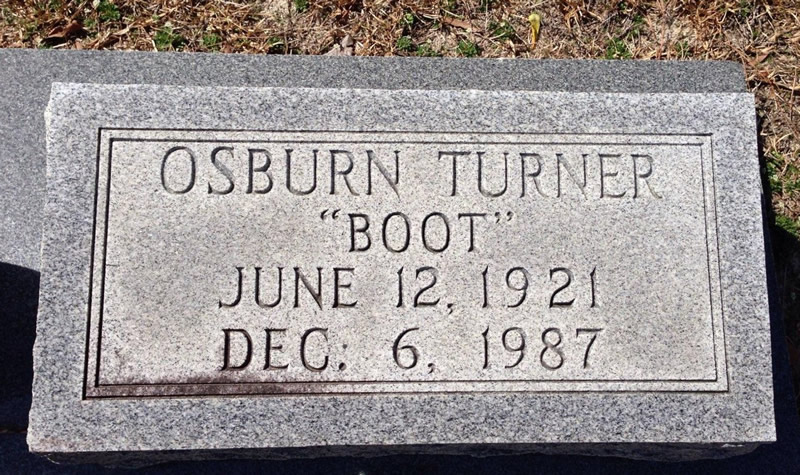 OSBURN TURNER
"BOOT"
JUNE 12, 1921
DEC. 6, 1987